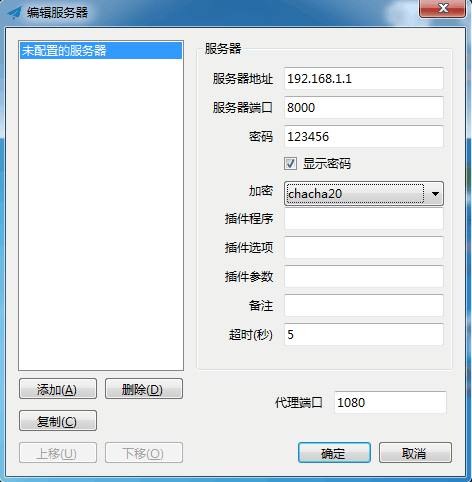 编辑服务器
未配置的服务器
服务器
服务器地址 192.168.1.1
服务器端口 8000
密码 123456
显示密码
加密 chacha20
插件程序
插件选项
插件参数
备注
超时(秒) 5
添加(A) 删除(D)
代理端口 1080
复制(C)
上移(U) 下移(O)
确定 取消